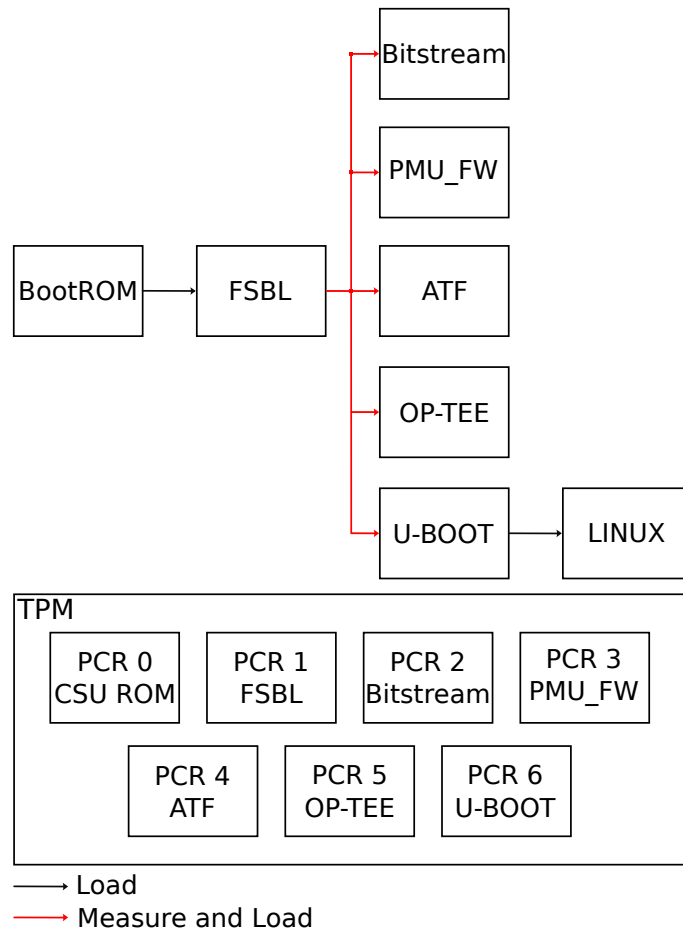 Bitstream
PMU_FW
BootROM
FSBL
ATF
OP-TEE
U-BOOT
LINUX
TPM
PCR 0
CSU ROM
PCR 1
FSBL
PCR 2
Bitstream
PCR 3
PMU_FW
PCR 4
ATF
PCR 5
OP-TEE
PCR 6
U-BOOT
Load
Measure and Load